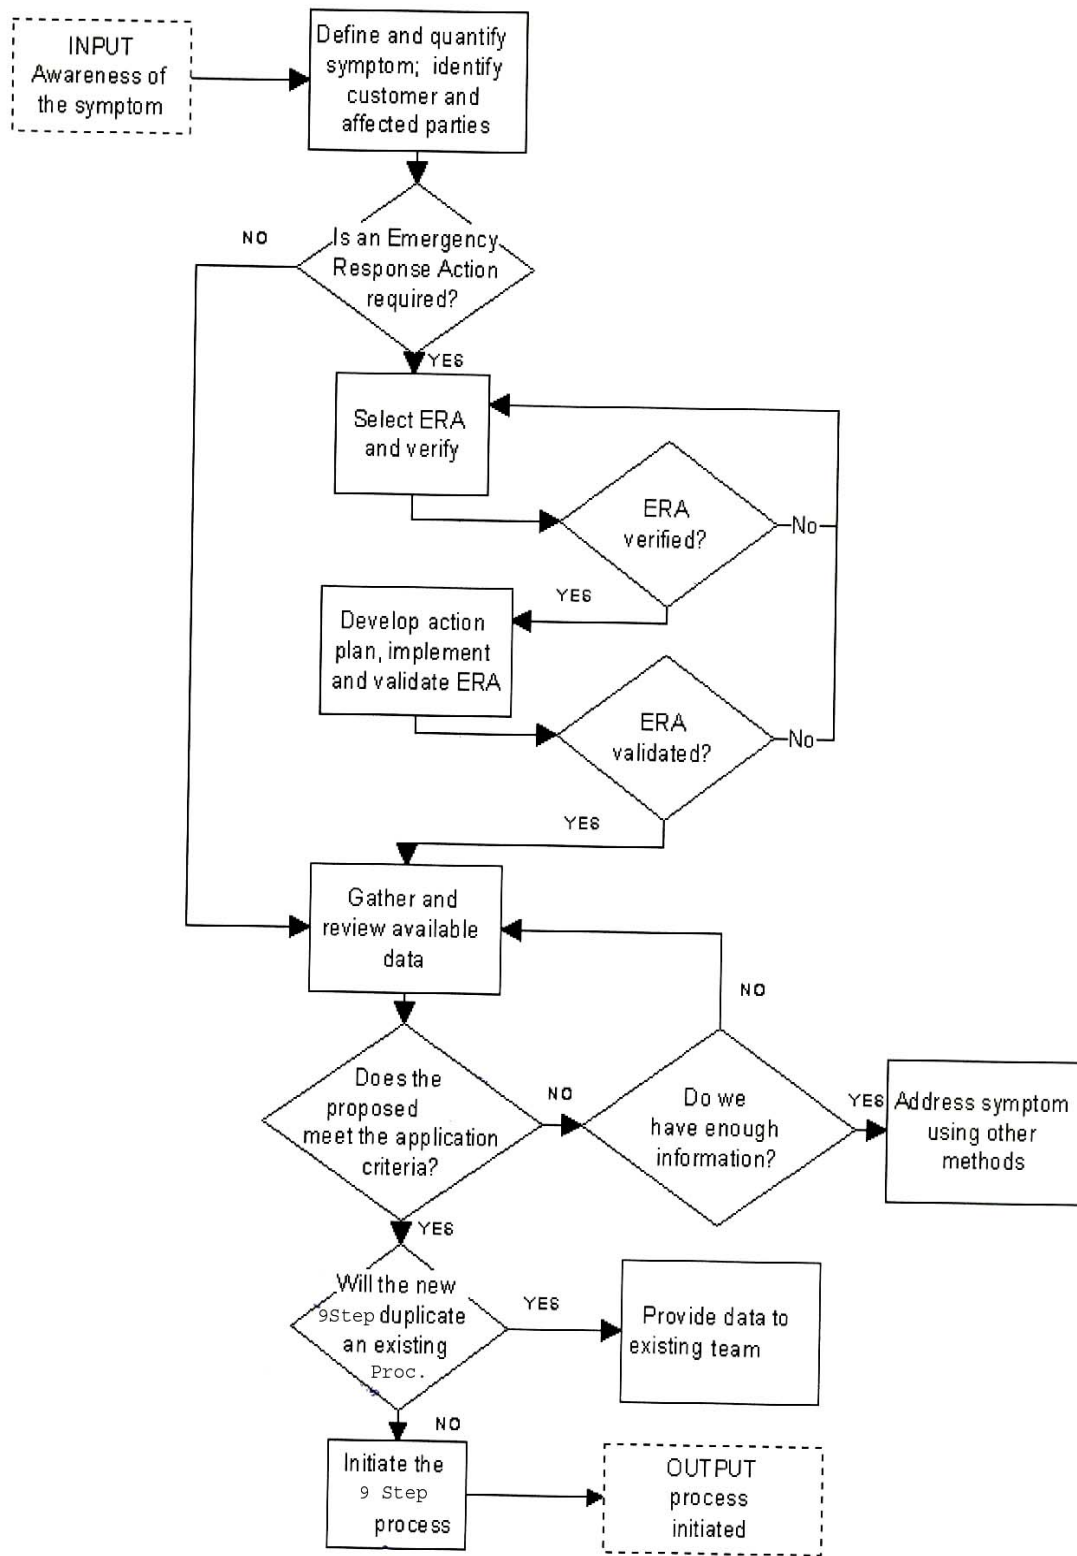 INPUT
Awareness of
the symptom
Define and quantify
symptom; identify
customer and
affected parties
NO
Is an Emergency
Response Action
required?
YES
Select ERA
and verify
ERA
verified?
No
YES
Develop action
plan, implement
and validate ERA
ERA
validated?
No
YES
Gather and
review available
data
NO
Does the
proposed
meet the application
criteria?
NO
Do we
have enough
information?
YES
Address symptom
using other
methods
YES
Will the new
9Step duplicate
an existing
Proc.
YES
Provide data to
existing team
NO
Initiate the
9 Step
process
OUTPUT
process
initiated